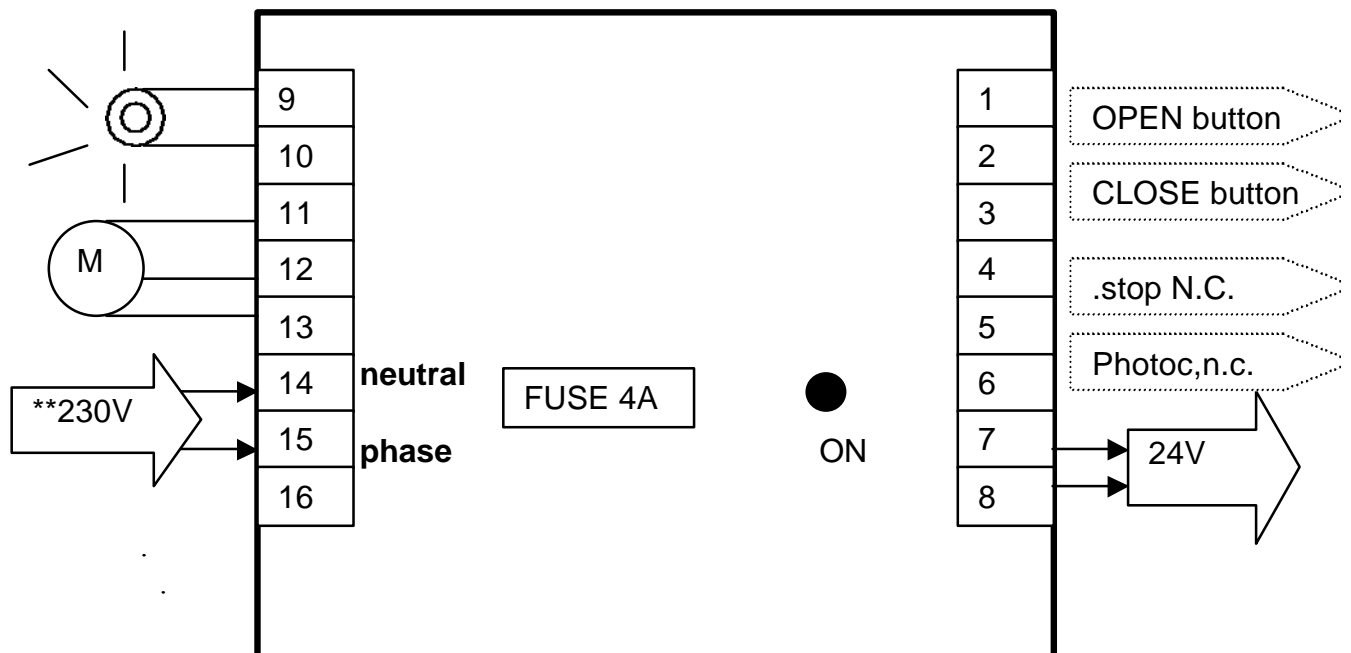 9
10
11
12
13
14
15
16
M
**230V
neutral
phase
FUSE 4A
ON
1
2
3
4
5
6
7
8
OPEN button
CLOSE button
.stop N.C.
Photoc,n.c.
24V